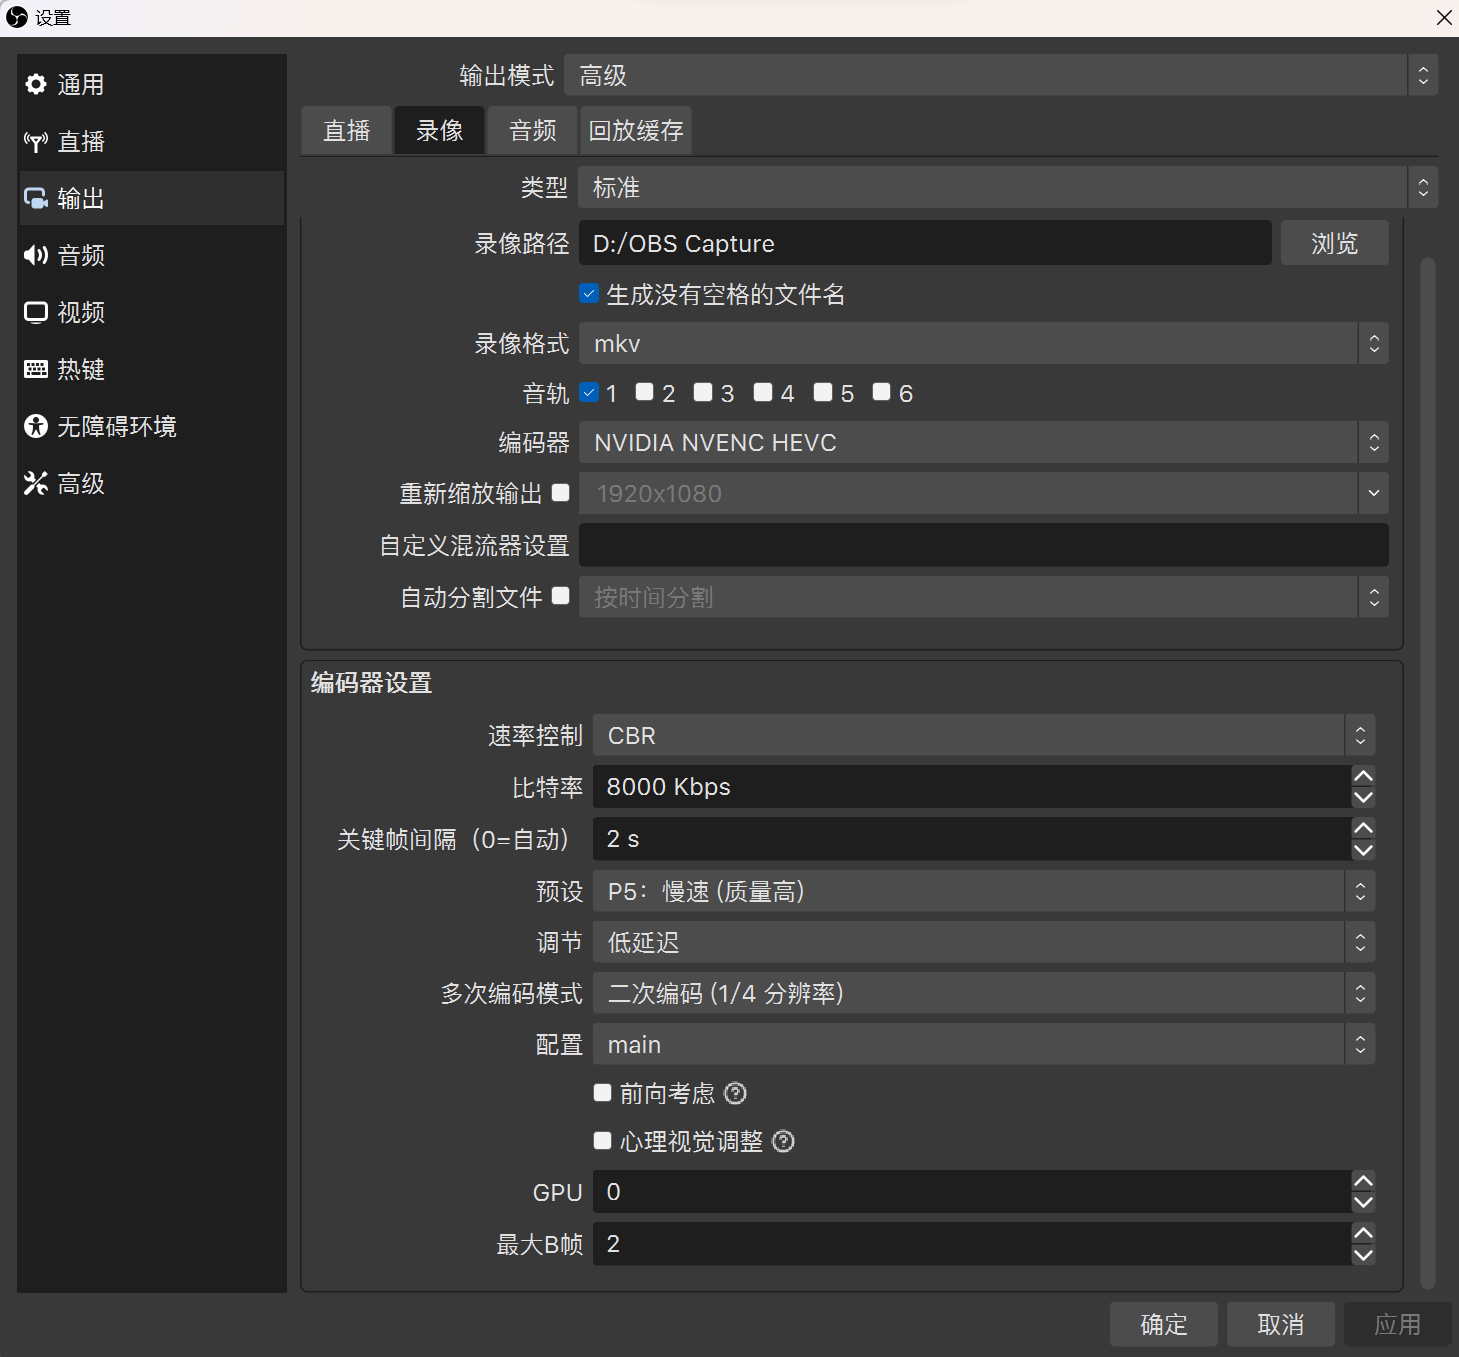 设置
通用
直播
输出
音频
视频
热键
无障碍环境
高级
输出模式 高级
直播 录像 音频 回放缓存
类型 标准
录像路径 D:/OBS Capture 浏览
生成没有空格的文件名
录像格式 mkv
音轨 1 2 3 4 5 6
编码器 NVIDIA NVENC HEVC
重新缩放输出 1920x1080
自定义混流器设置
自动分割文件 按时间分割
编码器设置
速率控制 CBR
比特率 8000 Kbps
关键帧间隔（0=自动） 2 s
预设 P5：慢速 (质量高)
调节 低延迟
多次编码模式 二次编码 (1/4 分辨率)
配置 main
前向考虑
心理视觉调整
GPU 0
最大B帧 2
确定 取消 应用